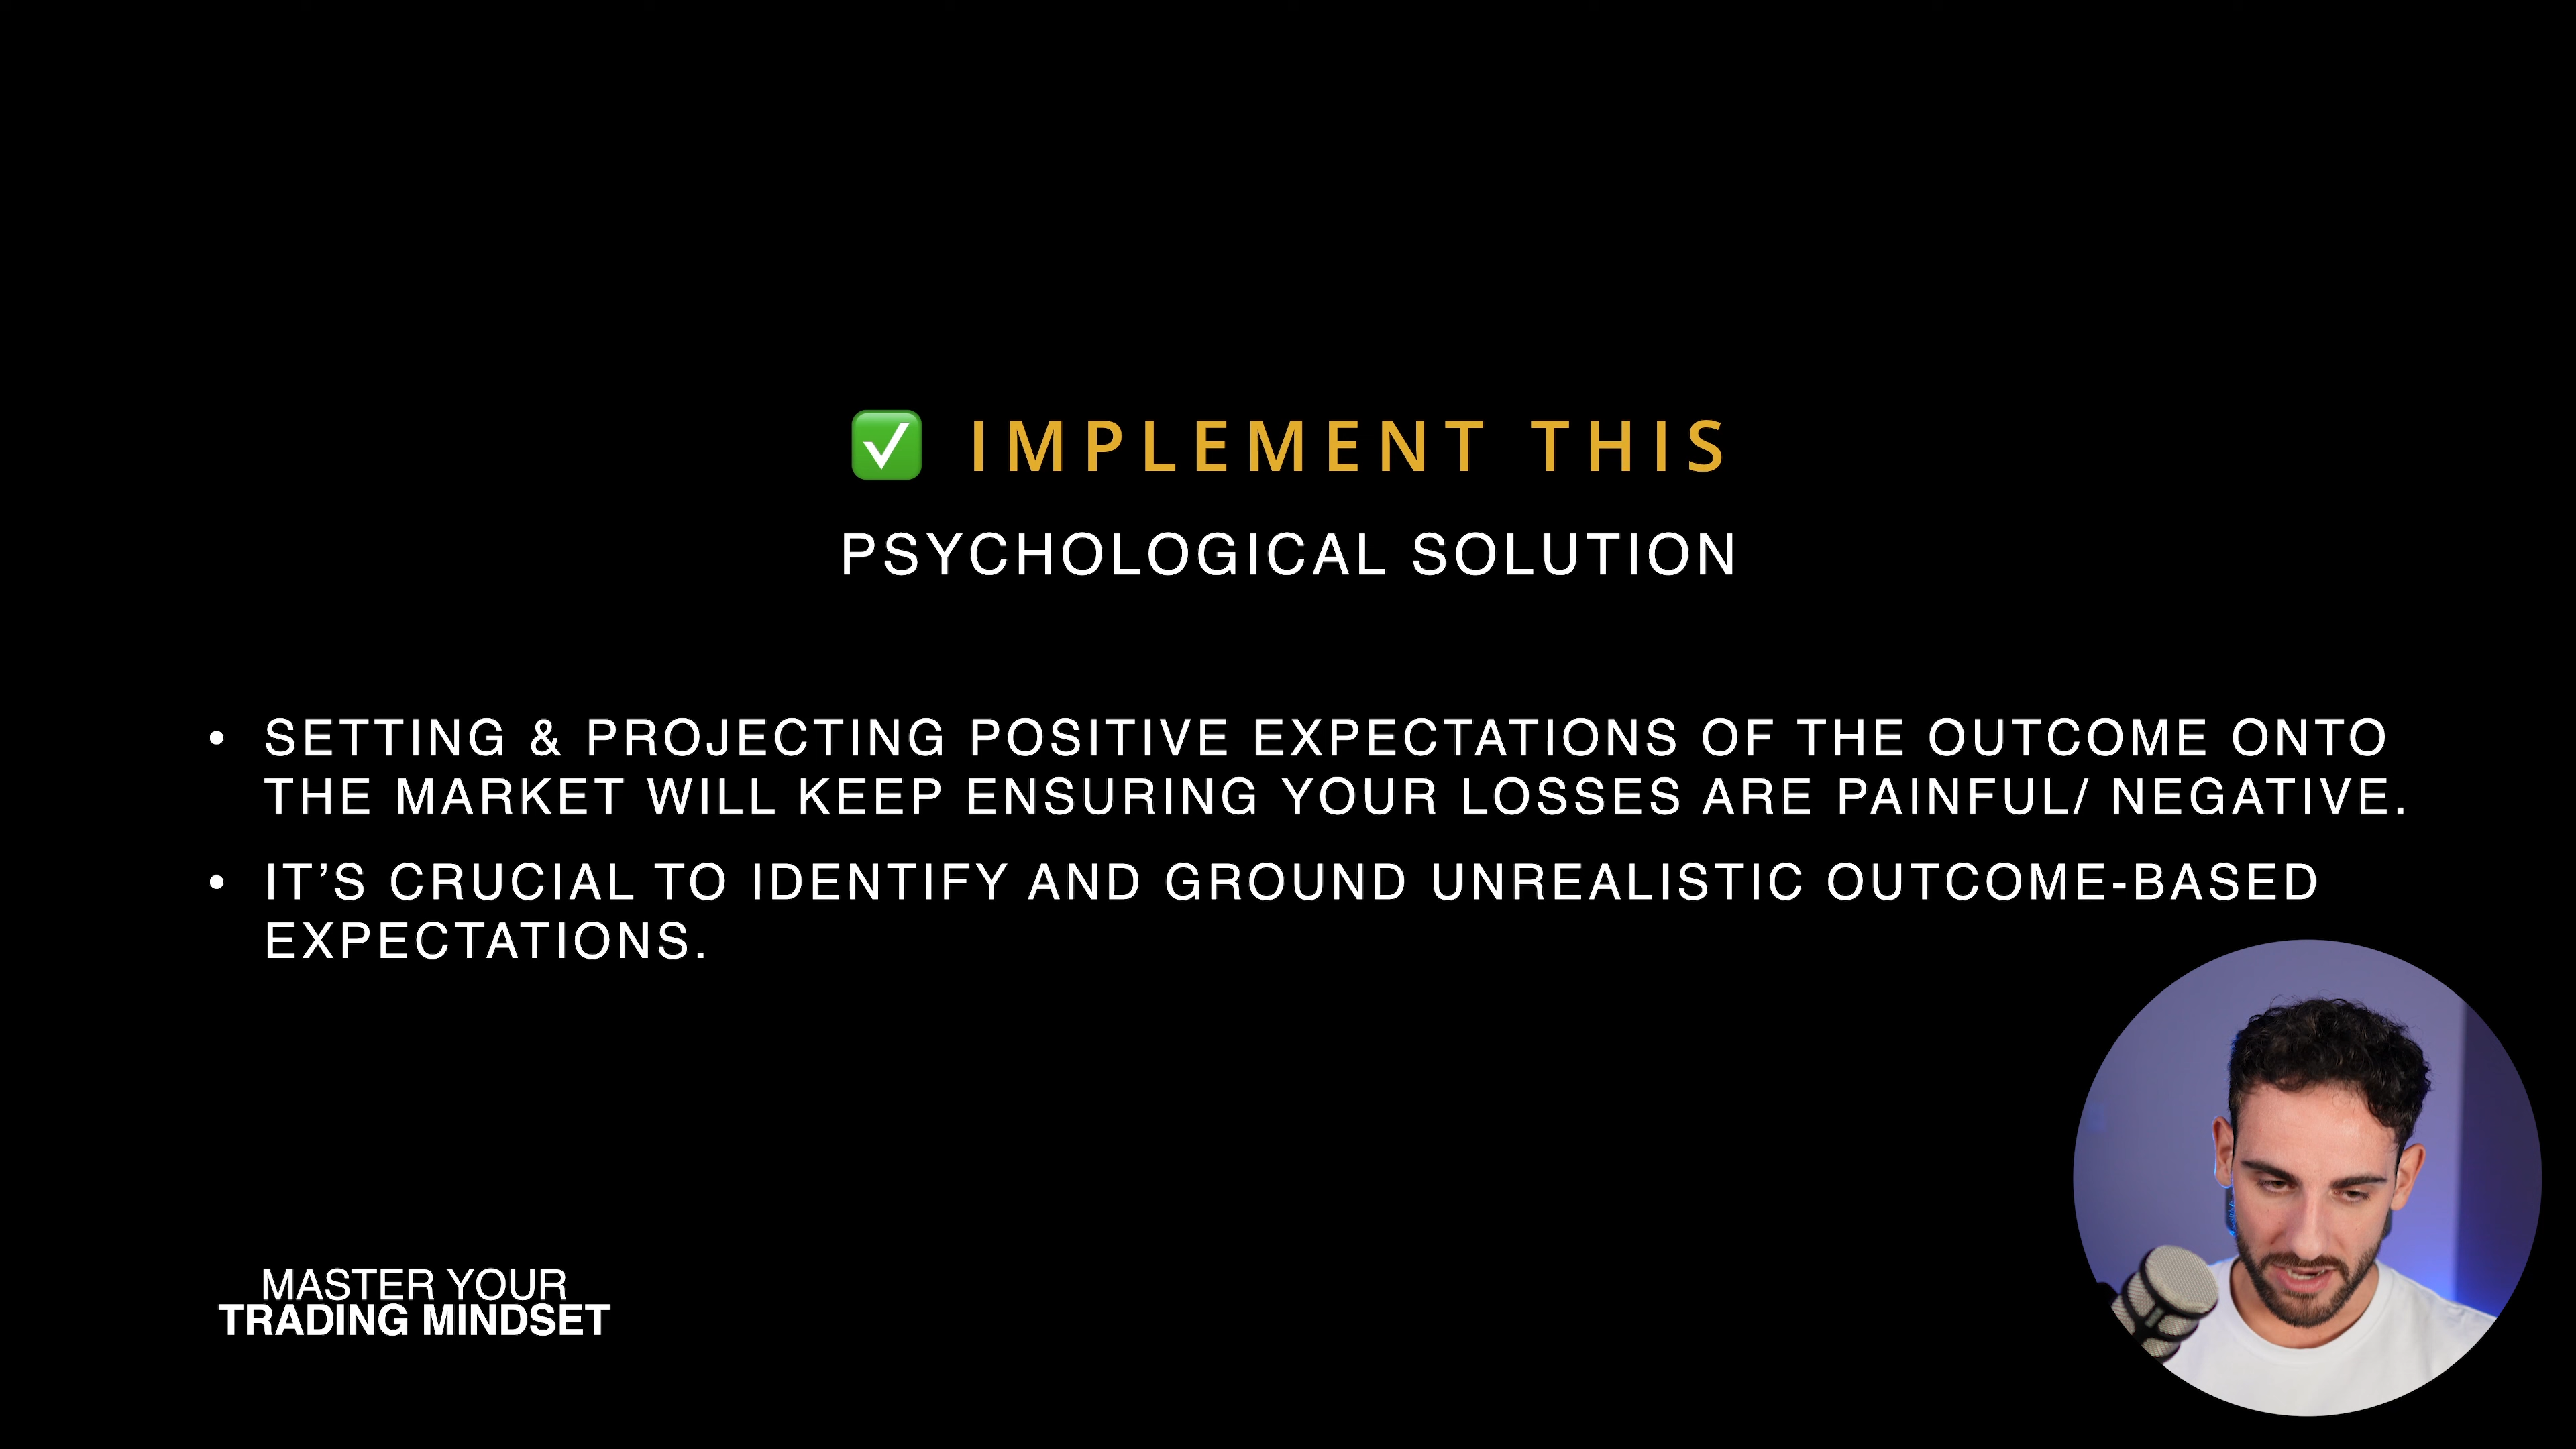 ✅ IMPLEMENT THIS
PSYCHOLOGICAL SOLUTION
• SETTING & PROJECTING POSITIVE EXPECTATIONS OF THE OUTCOME ONTO
THE MARKET WILL KEEP ENSURING YOUR LOSSES ARE PAINFUL/ NEGATIVE.
• IT’S CRUCIAL TO IDENTIFY AND GROUND UNREALISTIC OUTCOME-BASED
EXPECTATIONS.
MASTER YOUR
TRADING MINDSET